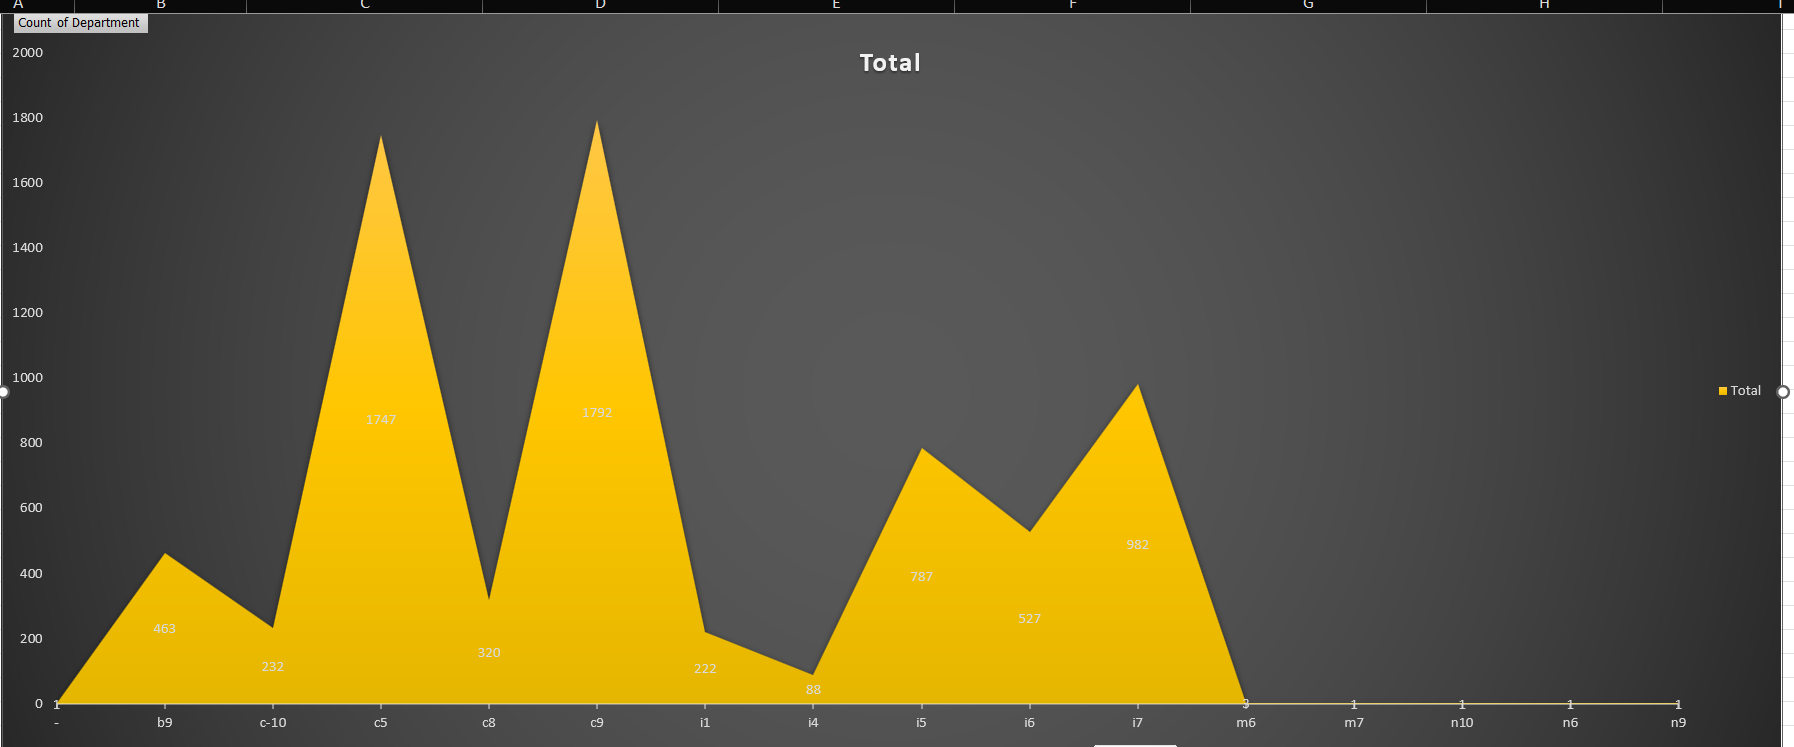 A B C D E F G H I
Count of Department
Total
2000
1800
1600
1400
1200
1000
800
600
400
200
0
1 463 232 1747 320 1792 222 88 787 527 982 3 1 1 1 1
- b9 c-10 c5 c8 c9 i1 i4 i5 i6 i7 m6 m7 n10 n6 n9
Total